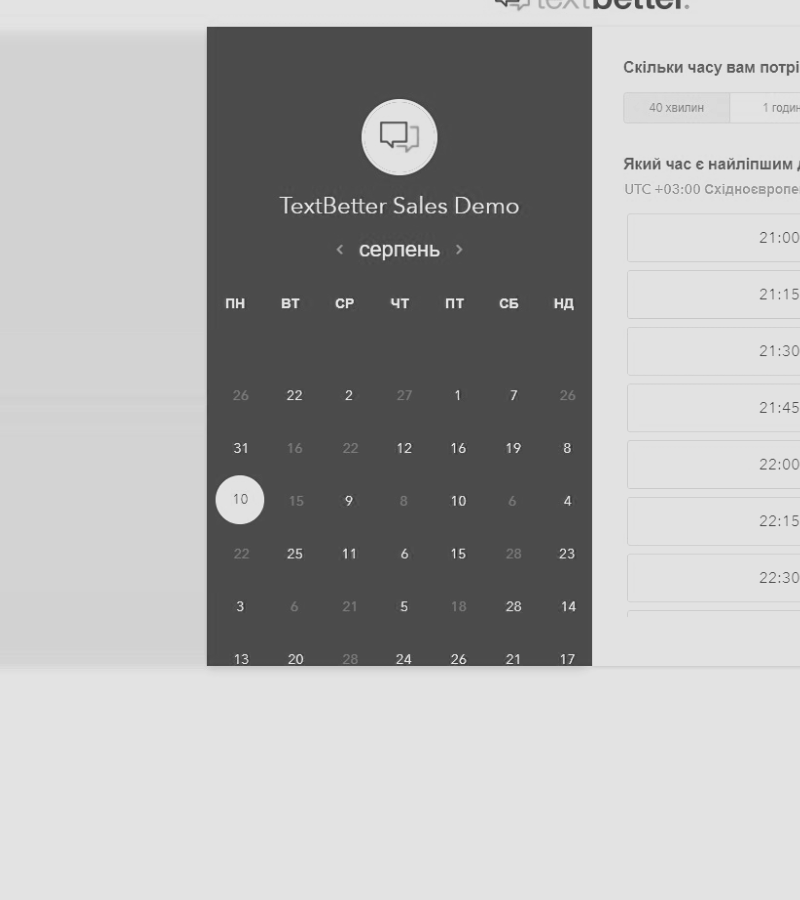 textbetter.
TextBetter Sales Demo
серпень
ПН ВТ СР ЧТ ПТ СБ НД
26 22 2 27 1 7 26
31 16 22 12 16 19 8
10 15 9 8 10 6 4
22 25 11 6 15 28 23
3 6 21 5 18 28 14
13 20 28 24 26 21 17
Скільки часу вам потрі
40 хвилин 1 годин
Який час є найліпшим
UTC +03:00 Східноєвропе
21:00
21:15
21:30
21:45
22:00
22:15
22:30